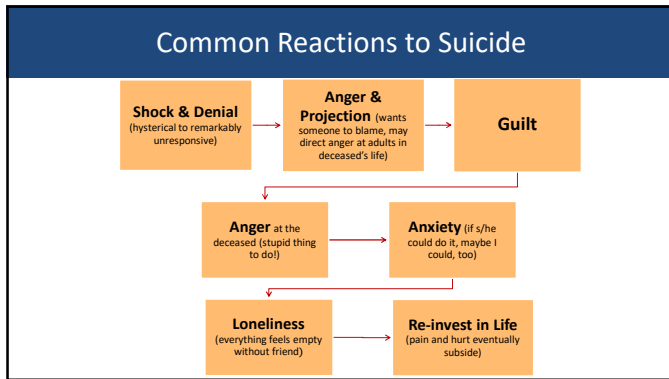 Common Reactions to Suicide
Shock & Denial
(hysterical to remarkably
unresponsive)
Anger &
Projection (wants
someone to blame, may
direct anger at adults in
deceased's life)
Guilt
Anger at the
deceased (stupid thing
to do!)
Anxiety (if s/he
could do it, maybe I
could, too)
Loneliness
(everything feels empty
without friend)
Re-invest in Life
(pain and hurt eventually
subside)